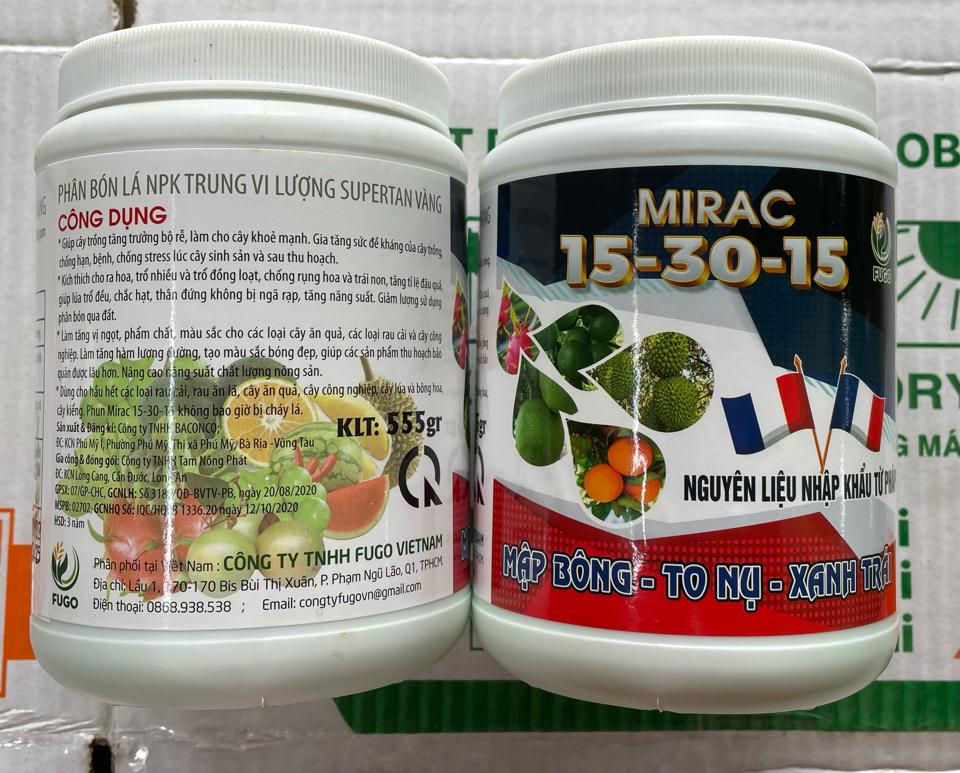 PHÂN BÓN LÁ NPK TRUNG VI LƯỢNG SUPERTAN VÀNG
CÔNG DỤNG
* Giúp cây trồng tăng trưởng bộ rễ, làm cho cây khoẻ mạnh. Gia tăng sức đề kháng của cây trồng,
chống hạn, bệnh, chống stress lúc cây sinh sản và sau thu hoạch.
* Kích thích cho ra hoa, trổ nhiều và trổ đồng loạt, chống rụng hoa và trái non, tăng tỉ lệ đậu quả,
giúp lúa trổ đều, chắc hạt, thân đứng không bị ngã rạp, tăng năng suất. Giảm lượng sử dụng
phân bón qua đất.
* Làm tăng vị ngọt, phẩm chất, màu sắc cho các loại cây ăn quả, các loại rau cải và cây công
nghiệp. Làm tăng hàm lượng đường, tạo màu sắc bóng đẹp, giúp các sản phẩm thu hoạch bảo
quản được lâu hơn. Nâng cao năng suất chất lượng nông sản.
* Dùng cho hầu hết các loại rau cải, rau ăn lá, cây ăn quả, cây công nghiệp, cây lúa và bông hoa,
cây kiểng. Phun Mirac 15-30-15 không bao giờ bị cháy lá.
Sản xuất & Đăng kí: Công ty TNHH BACONCO;
ĐC: KCN Phú Mỹ I, Phường Phú Mỹ, Thị xã Phú Mỹ, Bà Rịa -Vũng Tàu
Gia công & đóng gói: Công ty TNHH Tam Nông Phát
ĐC: KCN Long Cang, Cần Đước, Long An
GPSX: 07/GP-CHC, GCNLH: Số 318/QĐ-BVTV-PB, ngày 20/08/2020
MSPB: 02702, GCNHQ Số: IQC/HQ 1336.20 ngày 12/10/2020
HSD: 3 năm
KLT: 555gr
FUGO
Phân phối tại Việt Nam : CÔNG TY TNHH FUGO VIETNAM
Địa chỉ: Lầu 1, 170-170 Bis Bùi Thị Xuân, P. Phạm Ngũ Lão, Q1, TPHCM.
Điện thoại: 0868.938.538 ; Email: congtyfugovn@gmail.com
MIRAC
15-30-15
FUGO
NGUYÊN LIỆU NHẬP KHẨU TỪ PHÁP
MẬP BÔNG - TO NỤ - XANH TRÁI